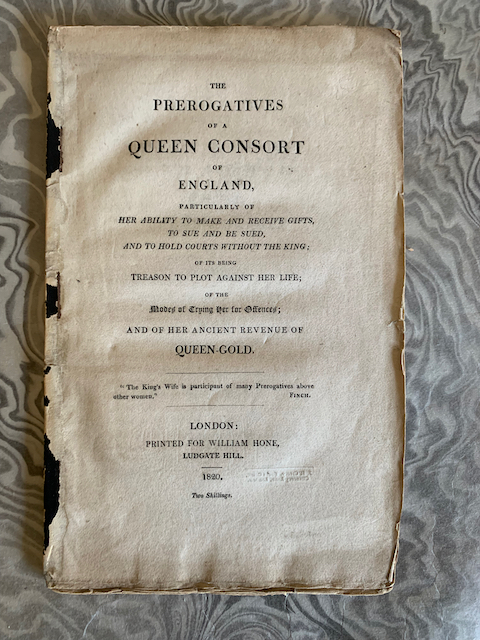 THE
PREROGATIVES
OF A
QUEEN CONSORT
OF
ENGLAND,
PARTICULARLY OF
HER ABILITY TO MAKE AND RECEIVE GIFTS,
TO SUE AND BE SUED,
AND TO HOLD COURTS WITHOUT THE KING;
OF ITS BEING
TREASON TO PLOT AGAINST HER LIFE;
OF THE
Modes of Trying Her for Offences;
AND OF HER ANCIENT REVENUE OF
QUEEN-GOLD.
"The King's Wife is participant of many Prerogatives above
other women." FINCH.
LONDON:
PRINTED FOR WILLIAM HONE,
LUDGATE HILL.
1820.
Two Shillings.